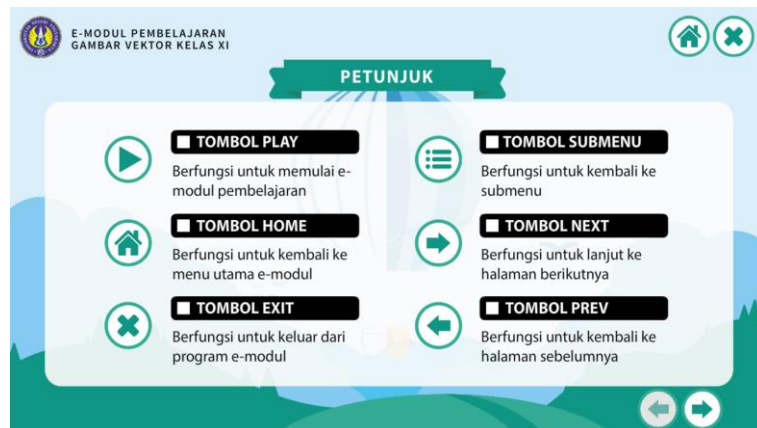 E-MODUL PEMBELAJARAN
GAMBAR VEKTOR KELAS XI
PETUNJUK
TOMBOL PLAY
Berfungsi untuk memulai e-
modul pembelajaran
TOMBOL HOME
Berfungsi untuk kembali ke
menu utama e-modul
TOMBOL EXIT
Berfungsi untuk keluar dari
program e-modul
TOMBOL SUBMENU
Berfungsi untuk kembali ke
submenu
TOMBOL NEXT
Berfungsi untuk lanjut ke
halaman berikutnya
TOMBOL PREV
Berfungsi untuk kembali ke
halaman sebelumnya